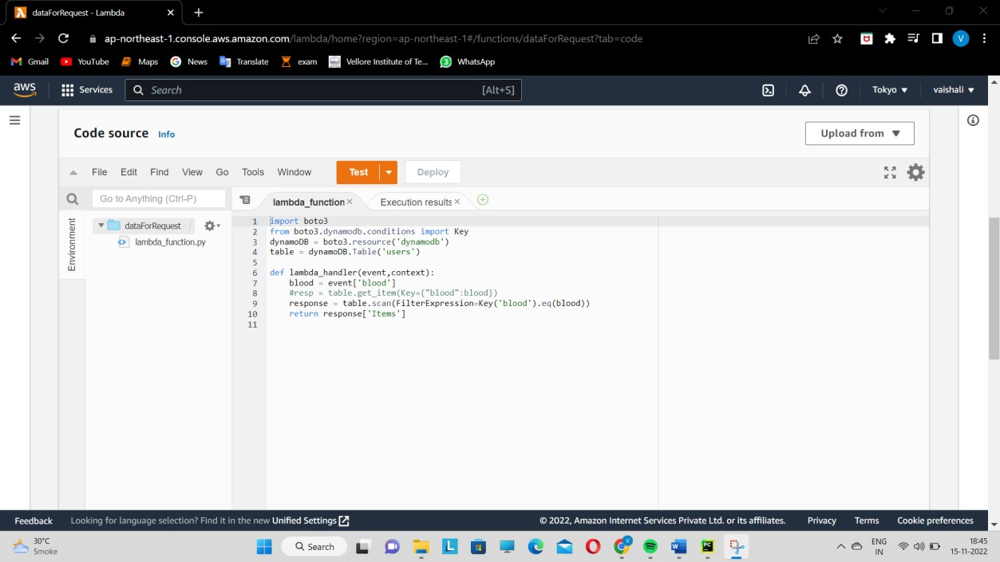 dataForRequest - Lambda
ap-northeast-1.console.aws.amazon.com/lambda/home?region=ap-northeast-1#/functions/dataForRequest?tab=code
V
Gmail YouTube Maps News Translate exam Vellore Institute of Te... 3 WhatsApp
aws Services Search [Alt+S] Tokyo ▼ vaishali ▼
Code source Info Upload from ▼
File Edit Find View Go Tools Window Test Deploy
Go to Anything (Ctrl-P) lambda_function × Execution results ×
Environment
dataForRequest - /
lambda_function.py
1 import boto3
2 from boto3.dynamodb.conditions import Key
3 dynamoDB = boto3.resource('dynamodb')
4 table = dynamoDB.Table('users')
5
6 def lambda_handler(event,context):
7 blood = event['blood']
8 #resp = table.get_item(Key={"blood":blood})
9 response = table.scan(FilterExpression=Key('blood').eq(blood))
10 return response['Items']
11
Feedback Looking for language selection? Find it in the new Unified Settings © 2022, Amazon Internet Services Private Ltd. or its affiliates. Privacy Terms Cookie preferences
30°C
Smoke
Search
L
V
W
PC
ENG
IN
18:45
15-11-2022